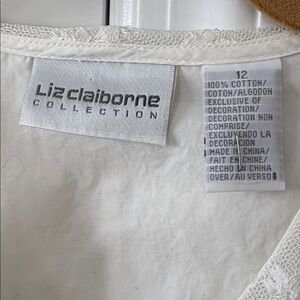 Liz claiborne
COLLECTION
12
100% COTTON/
COTON/ALGODON
EXCLUSIVE OF
DECORATION/
DECORATION NON
COMPRISE/
EXCLUYENDO LA
DECORACION
MADE IN CHINA/
FAIT EN CHINE/
HECHO EN CHINA
OVER/AU VERSO